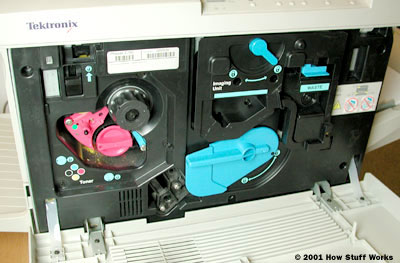 Tektronix
Imaging
Unit
WASTE
Toner
© 2001 How Stuff Works